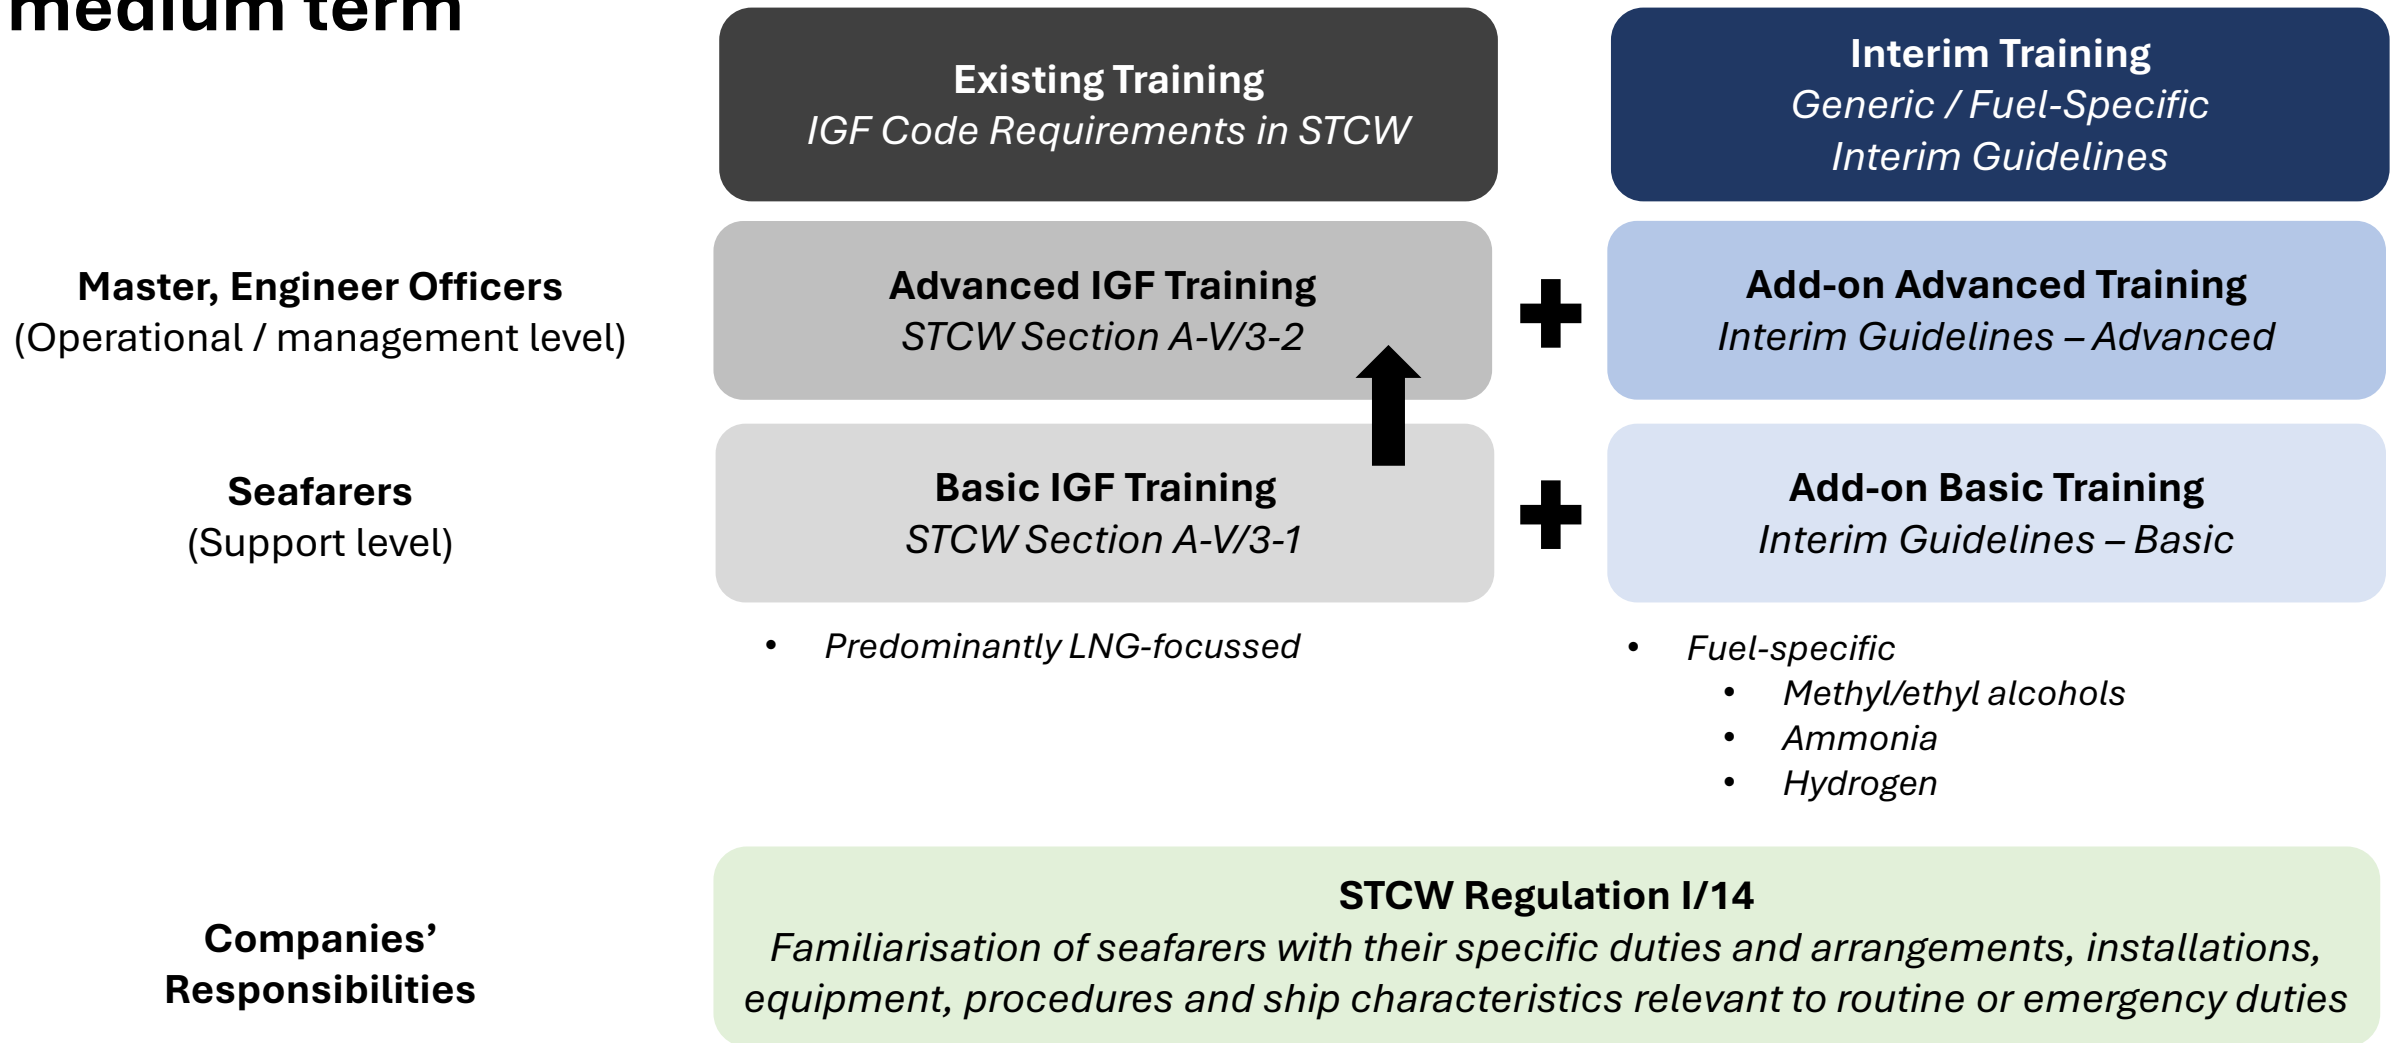 medium term
Existing Training
IGF Code Requirements in STCW
Interim Training
Generic / Fuel-Specific
Interim Guidelines
Master, Engineer Officers
(Operational / management level)
Advanced IGF Training
STCW Section A-V/3-2
Add-on Advanced Training
Interim Guidelines – Advanced
Seafarers
(Support level)
Basic IGF Training
STCW Section A-V/3-1
Add-on Basic Training
Interim Guidelines – Basic
• Predominantly LNG-focussed
• Fuel-specific
• Methyl/ethyl alcohols
• Ammonia
• Hydrogen
Companies’
Responsibilities
STCW Regulation I/14
Familiarisation of seafarers with their specific duties and arrangements, installations,
equipment, procedures and ship characteristics relevant to routine or emergency duties